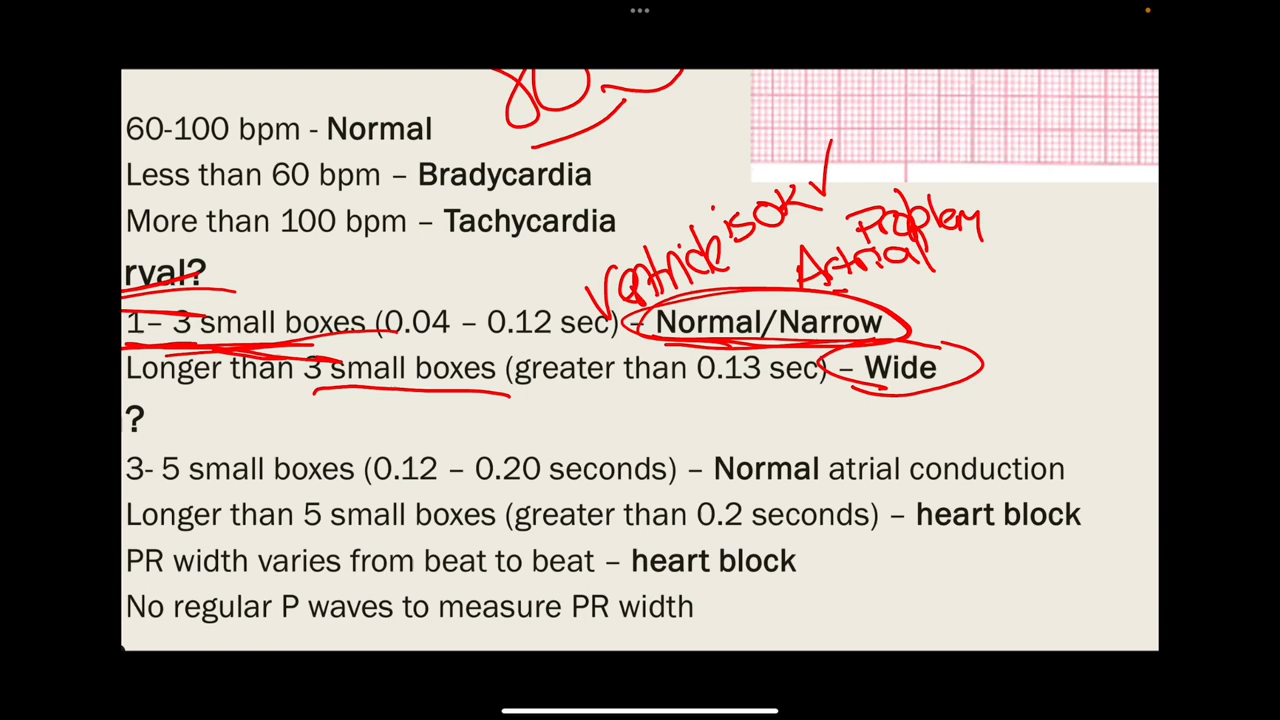 80
60-100 bpm - Normal
Less than 60 bpm – Bradycardia
More than 100 bpm – Tachycardia
Ventricle is OK ✓
Problem
Artrial
rval?
1– 3 small boxes (0.04 – 0.12 sec) – Normal/Narrow
Longer than 3 small boxes (greater than 0.13 sec) – Wide
?
3- 5 small boxes (0.12 – 0.20 seconds) – Normal atrial conduction
Longer than 5 small boxes (greater than 0.2 seconds) – heart block
PR width varies from beat to beat – heart block
No regular P waves to measure PR width